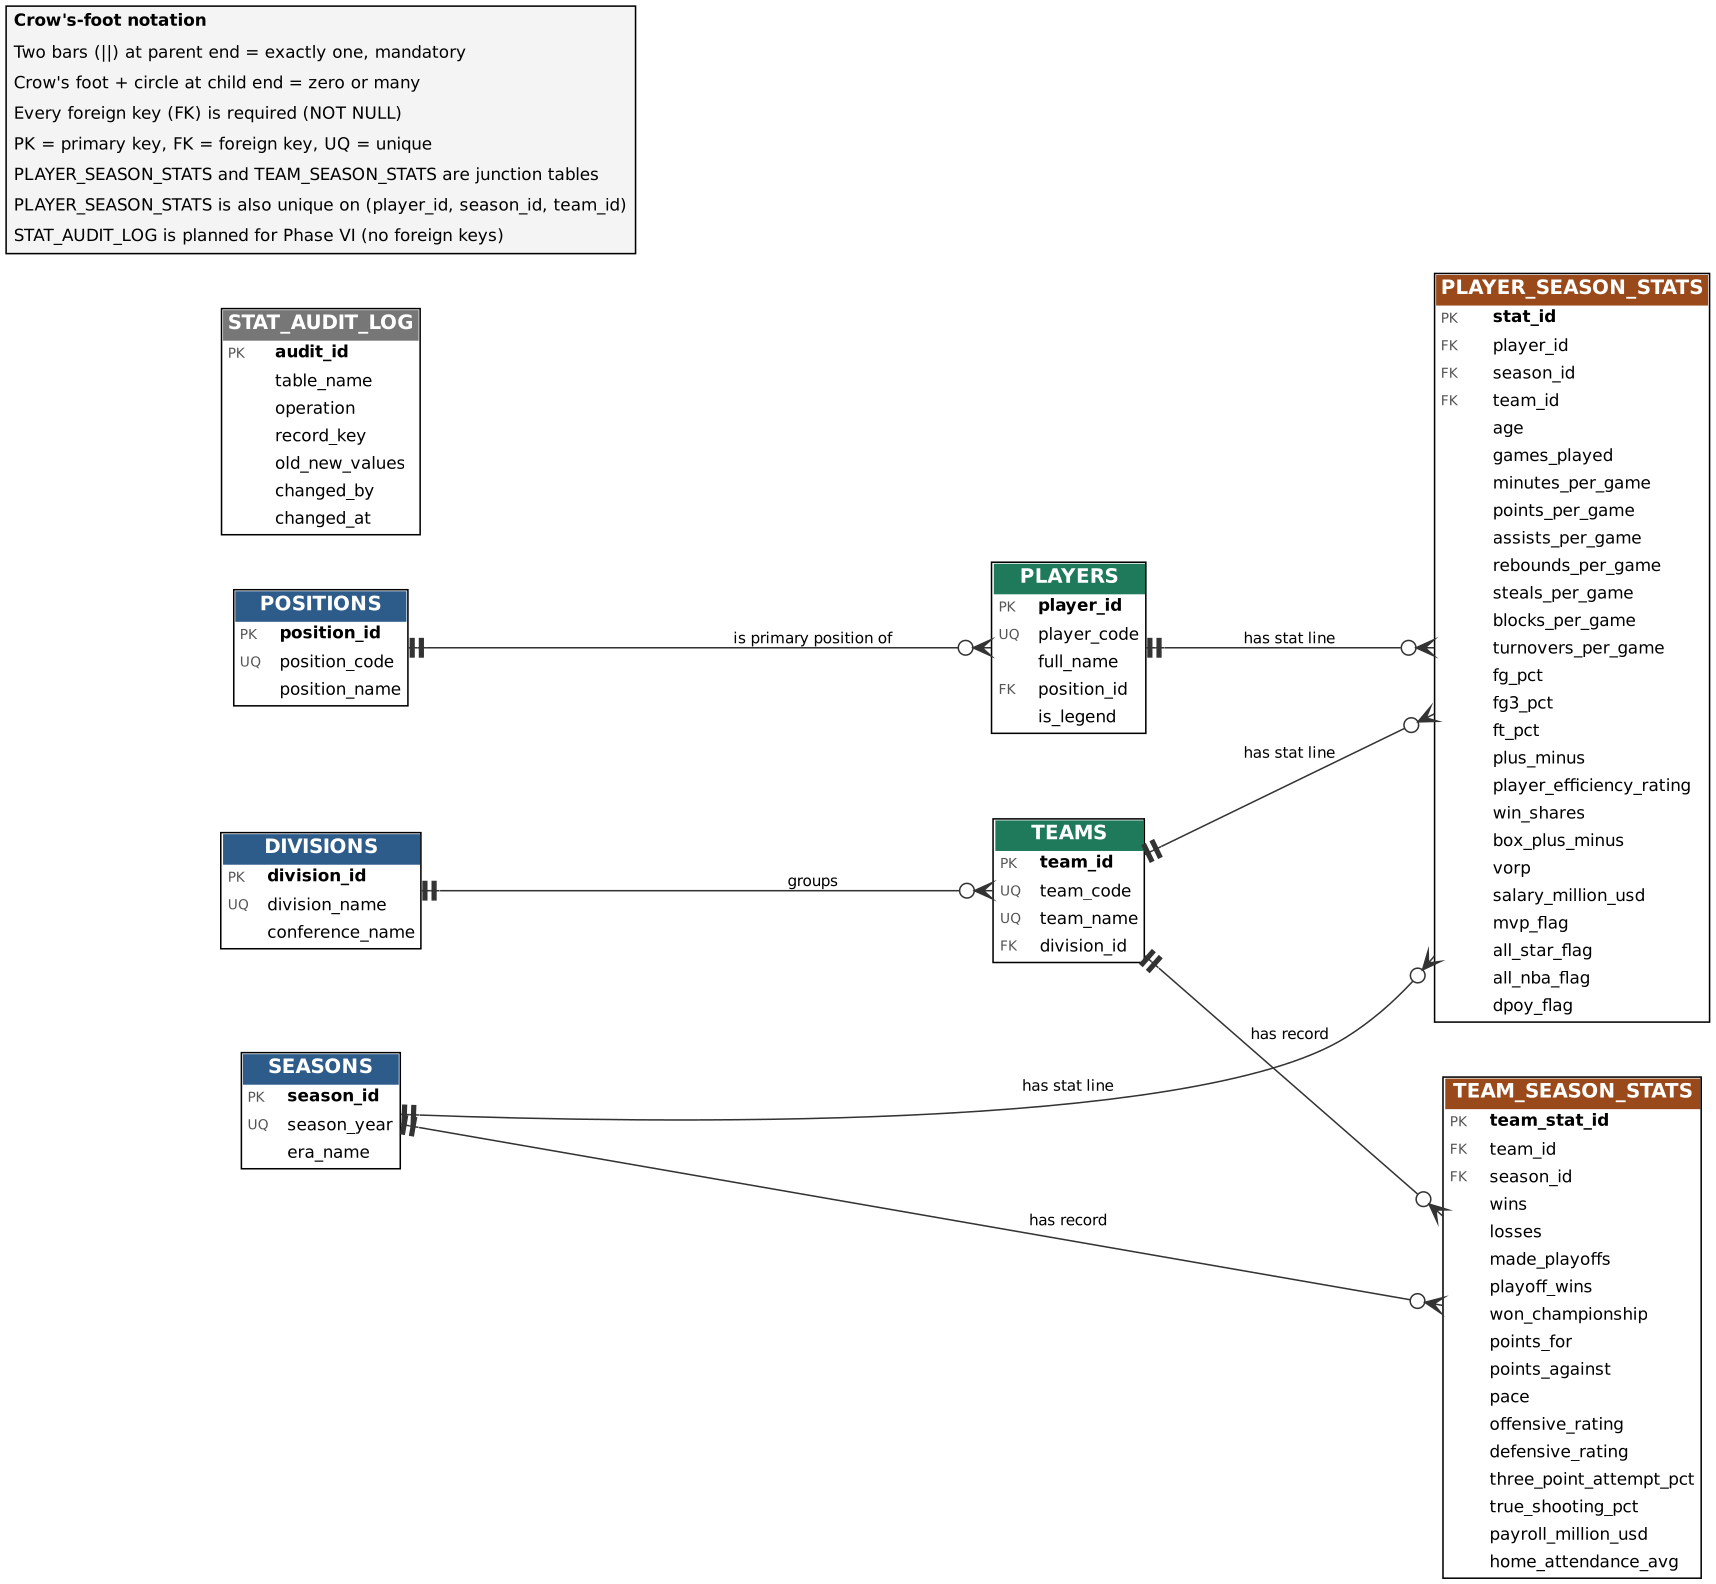 Crow's-foot notation
Two bars (||) at parent end = exactly one, mandatory
Crow's foot + circle at child end = zero or many
Every foreign key (FK) is required (NOT NULL)
PK = primary key, FK = foreign key, UQ = unique
PLAYER_SEASON_STATS and TEAM_SEASON_STATS are junction tables
PLAYER_SEASON_STATS is also unique on (player_id, season_id, team_id)
STAT_AUDIT_LOG is planned for Phase VI (no foreign keys)
STAT_AUDIT_LOG
PK audit_id
table_name
operation
record_key
old_new_values
changed_by
changed_at
POSITIONS
PK position_id
UQ position_code
position_name
is primary position of
PLAYERS
PK player_id
UQ player_code
full_name
FK position_id
is_legend
has stat line
has stat line
DIVISIONS
PK division_id
UQ division_name
conference_name
groups
TEAMS
PK team_id
UQ team_code
UQ team_name
FK division_id
has record
SEASONS
PK season_id
UQ season_year
era_name
has stat line
has record
PLAYER_SEASON_STATS
PK stat_id
FK player_id
FK season_id
FK team_id
age
games_played
minutes_per_game
points_per_game
assists_per_game
rebounds_per_game
steals_per_game
blocks_per_game
turnovers_per_game
fg_pct
fg3_pct
ft_pct
plus_minus
player_efficiency_rating
win_shares
box_plus_minus
vorp
salary_million_usd
mvp_flag
all_star_flag
all_nba_flag
dpoy_flag
TEAM_SEASON_STATS
PK team_stat_id
FK team_id
FK season_id
wins
losses
made_playoffs
playoff_wins
won_championship
points_for
points_against
pace
offensive_rating
defensive_rating
three_point_attempt_pct
true_shooting_pct
payroll_million_usd
home_attendance_avg